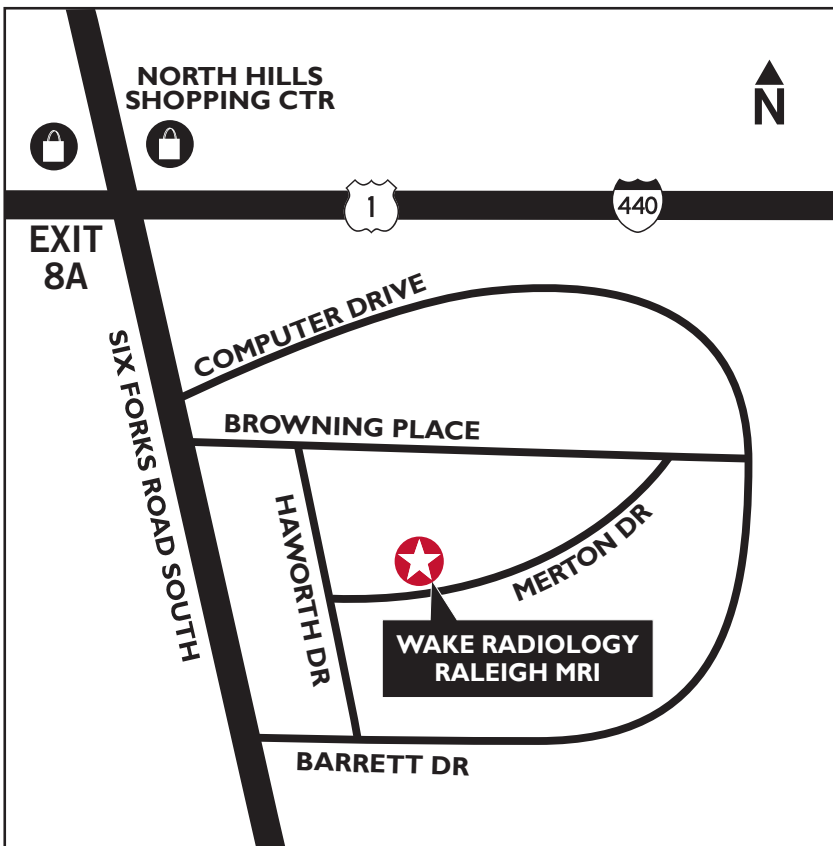 NORTH HILLS
SHOPPING CTR
N
1
440
EXIT
8A
COMPUTER DRIVE
SIX FORKS ROAD SOUTH
BROWNING PLACE
HAWORTH DR
MERTON DR
WAKE RADIOLOGY
RALEIGH MRI
BARRETT DR